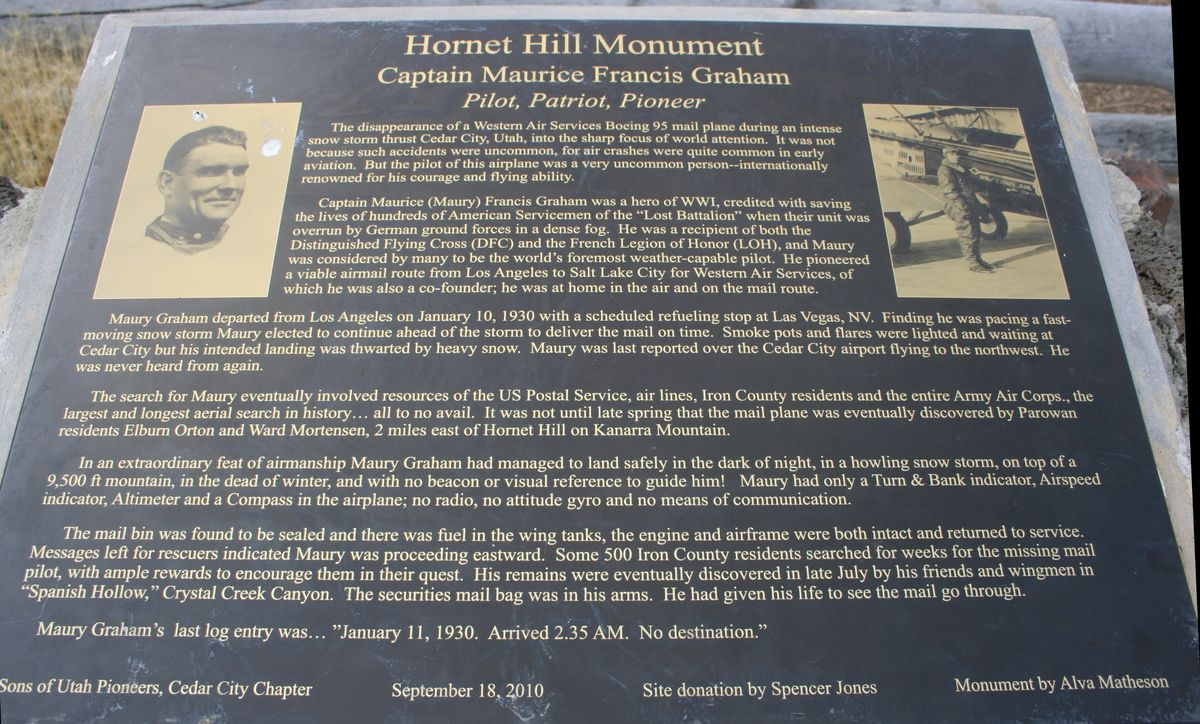 Hornet Hill Monument
Captain Maurice Francis Graham
Pilot, Patriot, Pioneer
The disappearance of a Western Air Services Boeing 95 mail plane during an intense
snow storm thrust Cedar City, Utah, into the sharp focus of world attention. It was not
because such accidents were uncommon, for air crashes were quite common in early
aviation. But the pilot of this airplane was a very uncommon person--internationally
renowned for his courage and flying ability.
Captain Maurice (Maury) Francis Graham was a hero of WWI, credited with saving
the lives of hundreds of American Servicemen of the “Lost Battalion” when their unit was
overrun by German ground forces in a dense fog. He was a recipient of both the
Distinguished Flying Cross (DFC) and the French Legion of Honor (LOH), and Maury
was considered by many to be the world’s foremost weather-capable pilot. He pioneered
a viable airmail route from Los Angeles to Salt Lake City for Western Air Services, of
which he was also a co-founder; he was at home in the air and on the mail route.
WESTERN AIR
Maury Graham departed from Los Angeles on January 10, 1930 with a scheduled refueling stop at Las Vegas, NV. Finding he was pacing a fast-
moving snow storm Maury elected to continue ahead of the storm to deliver the mail on time. Smoke pots and flares were lighted and waiting at
Cedar City but his intended landing was thwarted by heavy snow. Maury was last reported over the Cedar City airport flying to the northwest. He
was never heard from again.
The search for Maury eventually involved resources of the US Postal Service, air lines, Iron County residents and the entire Army Air Corps., the
largest and longest aerial search in history… all to no avail. It was not until late spring that the mail plane was eventually discovered by Parowan
residents Elburn Orton and Ward Mortensen, 2 miles east of Hornet Hill on Kanarra Mountain.
In an extraordinary feat of airmanship Maury Graham had managed to land safely in the dark of night, in a howling snow storm, on top of a
9,500 ft mountain, in the dead of winter, and with no beacon or visual reference to guide him! Maury had only a Turn & Bank indicator, Airspeed
indicator, Altimeter and a Compass in the airplane; no radio, no attitude gyro and no means of communication.
The mail bin was found to be sealed and there was fuel in the wing tanks, the engine and airframe were both intact and returned to service.
Messages left for rescuers indicated Maury was proceeding eastward. Some 500 Iron County residents searched for weeks for the missing mail
pilot, with ample rewards to encourage them in their quest. His remains were eventually discovered in late July by his friends and wingmen in
“Spanish Hollow,” Crystal Creek Canyon. The securities mail bag was in his arms. He had given his life to see the mail go through.
Maury Graham’s last log entry was… ”January 11, 1930. Arrived 2.35 AM. No destination.”
Sons of Utah Pioneers, Cedar City Chapter
September 18, 2010
Site donation by Spencer Jones
Monument by Alva Matheson